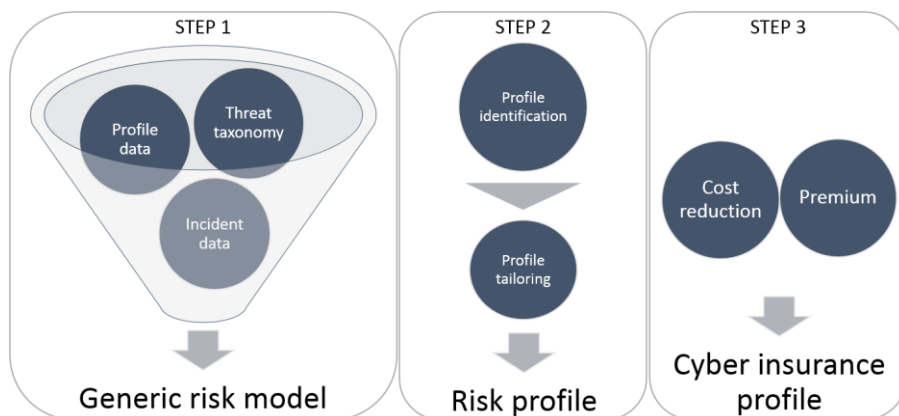 STEP 1
Profile
data
Threat
taxonomy
Incident
data
Generic risk model
STEP 2
Profile
identification
Profile
tailoring
Risk profile
STEP 3
Cost
reduction
Premium
Cyber insurance
profile